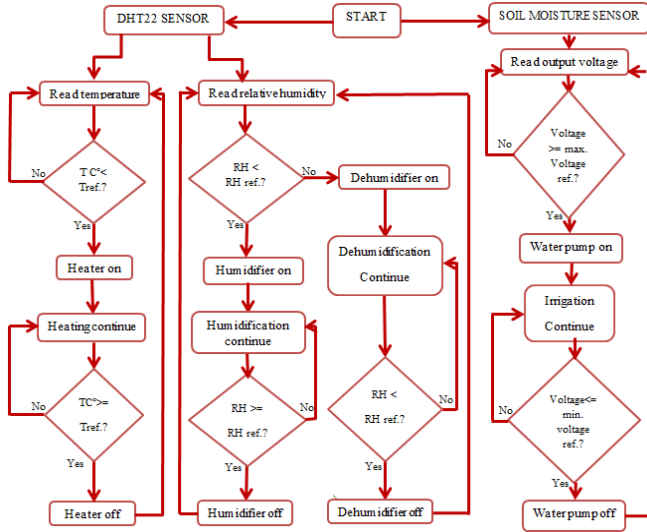 DHT22 SENSOR
START
SOIL MOISTURE SENSOR
Read temperature
Read relative humidity
Read output voltage
No
T C°<
Tref.?
Yes
Heater on
Heating continue
No
TC°>=
Tref.?
Yes
Heater off
RH <
RH ref.?
No
Yes
Humidifier on
Humidification
continue
RH >=
RH ref.?
No
Yes
Humidifier off
Dehumidifier on
Dehumidification
Continue
RH <
RH ref.?
No
Yes
Dehumidifier off
No
Voltage
>= max.
Voltage
ref.?
Yes
Water pump on
Irrigation
Continue
No
Voltage<=
min.
voltage
ref.?
Yes
Water pump off